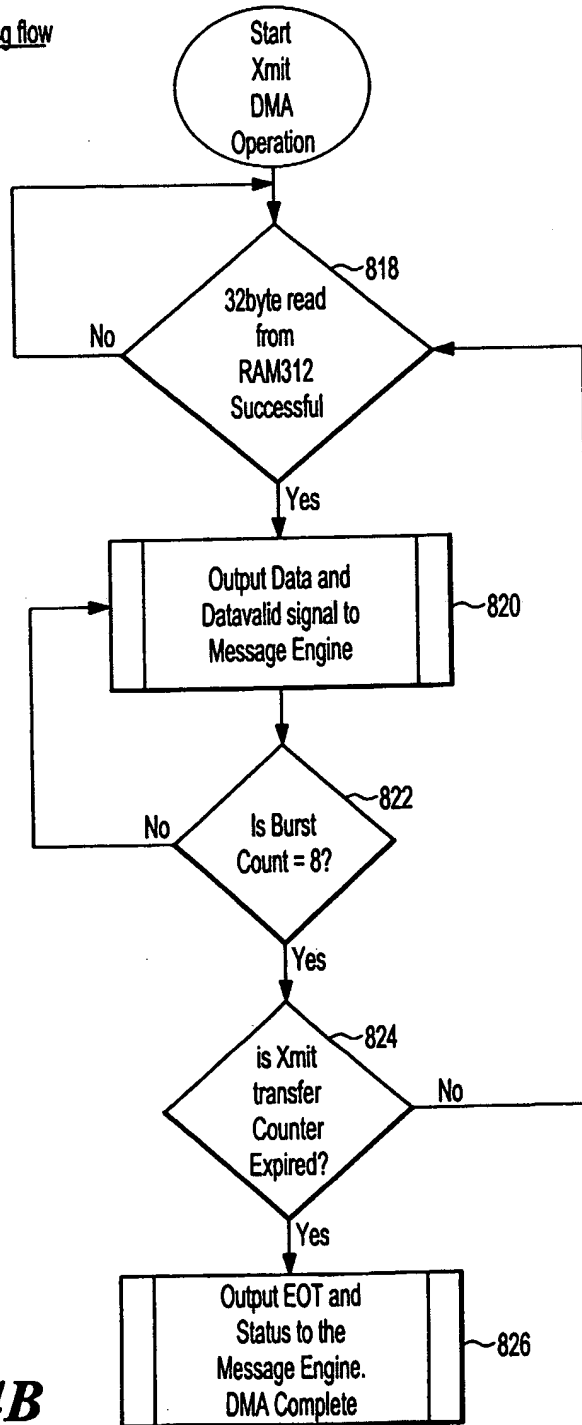 flow
Start
Xmit
DMA
Operation
818
32byte read
from
RAM312
Successful
No
Yes
Output Data and
Datavalid signal to
Message Engine
820
822
Is Burst
Count = 8?
No
Yes
824
is Xmit
transfer
Counter
Expired?
No
Yes
Output EOT and
Status to the
Message Engine.
DMA Complete
826
B